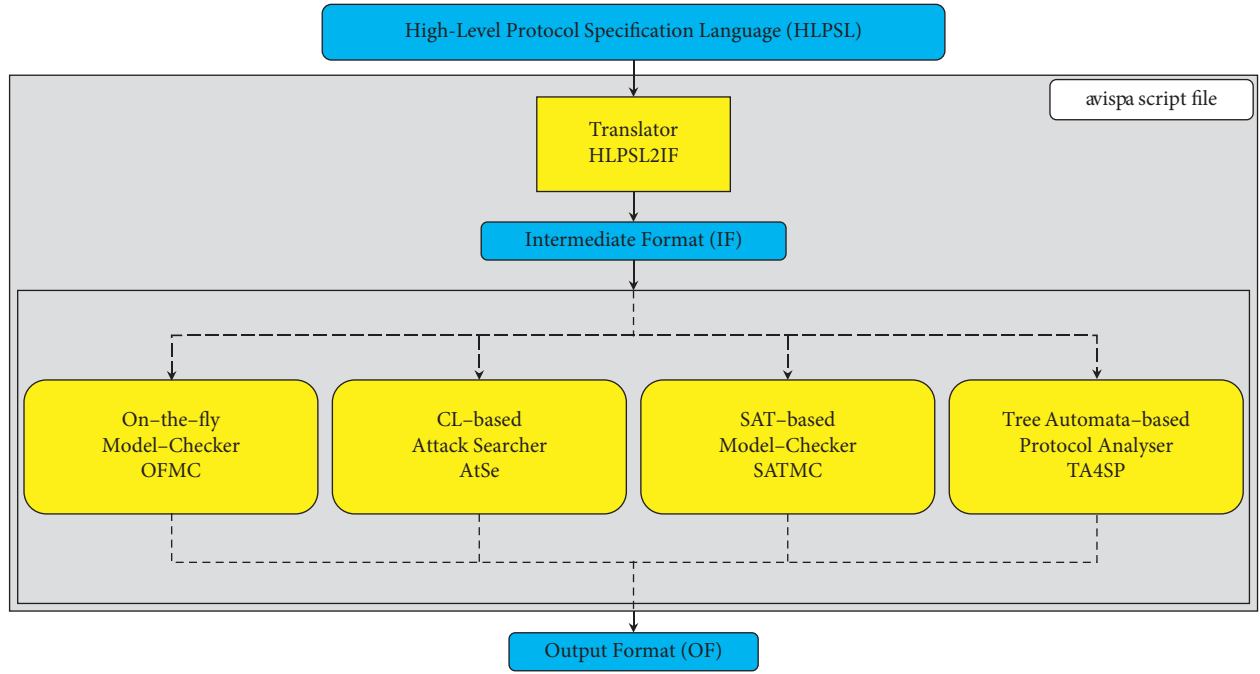 High-Level Protocol Specification Language (HLPSL)
avispa script file
Translator
HLPSL2IF
Intermediate Format (IF)
On–the–fly
Model–Checker
OFMC
CL–based
Attack Searcher
AtSe
SAT–based
Model–Checker
SATMC
Tree Automata–based
Protocol Analyser
TA4SP
Output Format (OF)